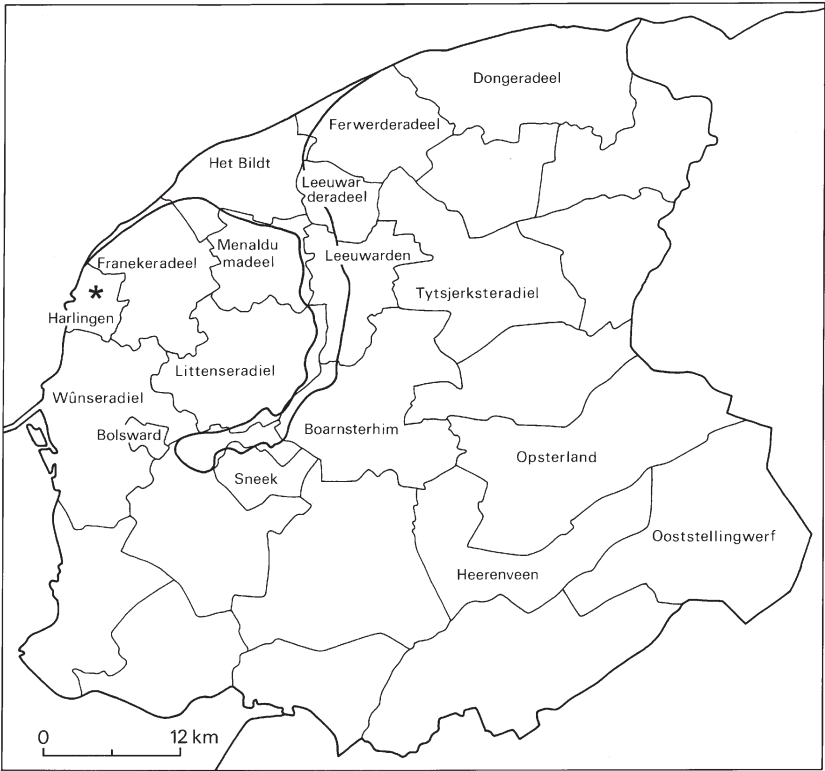 Dongeradeel
Ferwerderadeel
Het Bildt
Leeuwar
deradeel
Menaldu
madeel
Franekeradeel
Leeuwarden
*
Tytsjerksteradiel
Harlingen
Littenseradiel
Wûnseradiel
Bolsward
Boarnsterhim
Opsterland
Sneek
Ooststellingwerf
Heerenveen
0 12 km